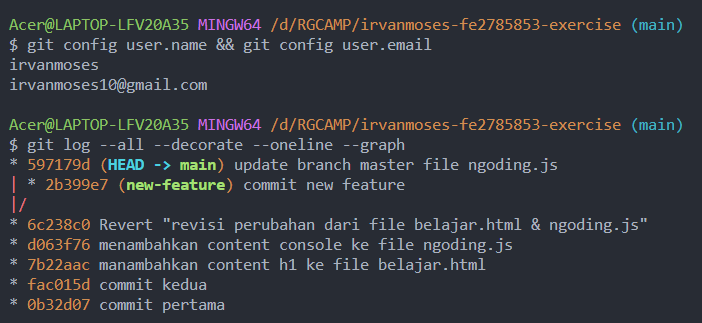 Acer@LAPTOP-LFV20A35 MINGW64 /d/RGCAMP/irvanmoses-fe2785853-exercise (main)
$ git config user.name && git config user.email
irvanmoses
irvanmoses10@gmail.com
Acer@LAPTOP-LFV20A35 MINGW64 /d/RGCAMP/irvanmoses-fe2785853-exercise (main)
$ git log --all --decorate --oneline --graph
* 597179d (HEAD -> main) update branch master file ngoding.js
| * 2b399e7 (new-feature) commit new feature
|/
* 6c238c0 Revert "revisi perubahan dari file belajar.html & ngoding.js"
* d063f76 menambahkan content console ke file ngoding.js
* 7b22aac manambahkan content h1 ke file belajar.html
* fac015d commit kedua
* 0b32d07 commit pertama